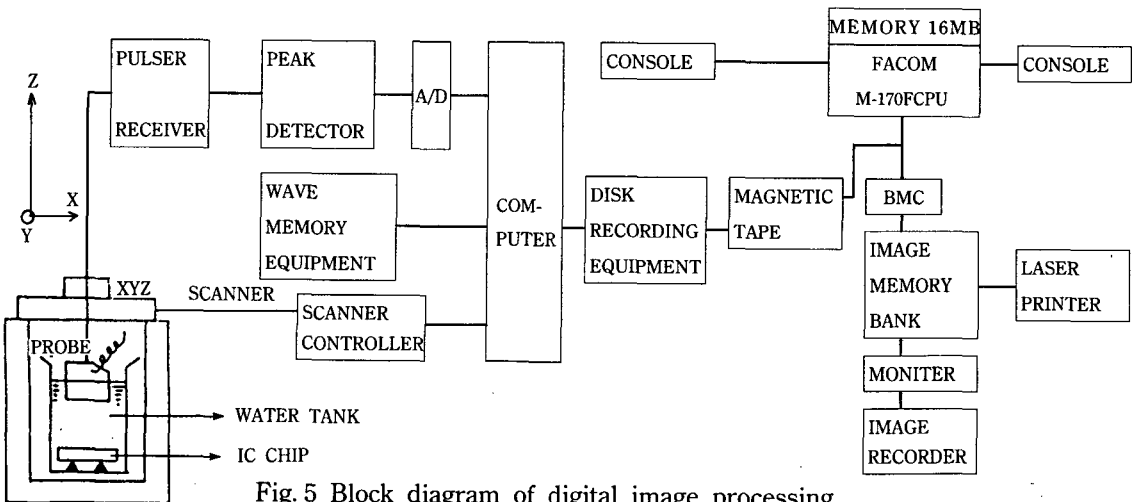 Z
X
Y
PULSER
RECEIVER
PEAK
DETECTOR
A/D
WAVE
MEMORY
EQUIPMENT
XYZ
SCANNER
SCANNER
CONTROLLER
PROBE
WATER TANK
IC CHIP
COM-
PUTER
DISK
RECORDING
EQUIPMENT
MAGNETIC
TAPE
CONSOLE
MEMORY 16MB
FACOM
M-170FCPU
CONSOLE
BMC
IMAGE
MEMORY
BANK
LASER
PRINTER
MONITER
IMAGE
RECORDER
Fig. 5 Block diagram of digital image processing